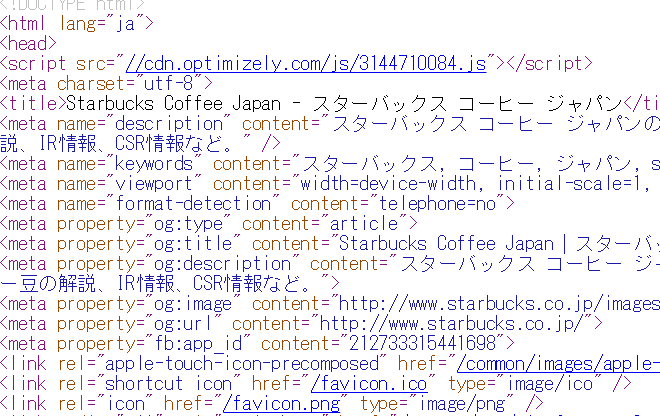 <!DOCTYPE html>
<html lang="ja">
<head>
<script src="//cdn.optimizely.com/js/3144710084.js"></script>
<meta charset="utf-8">
<title>Starbucks Coffee Japan - スターバックス コーヒー ジャパン</ti
<meta name="description" content="スターバックス コーヒー ジャパンの
説、IR情報、CSR情報など。" />
<meta name="keywords" content="スターバックス, コーヒー, ジャパン, s
<meta name="viewport" content="width=device-width, initial-scale=1,
<meta name="format-detection" content="telephone=no">
<meta property="og:type" content="article">
<meta property="og:title" content="Starbucks Coffee Japan｜スターバッ
<meta property="og:description" content="スターバックス コーヒー ジャ
ー豆の解説、IR情報、CSR情報など。">
<meta property="og:image" content="http://www.starbucks.co.jp/images
<meta property="og:url" content="http://www.starbucks.co.jp/">
<meta property="fb:app_id" content="212733315441698">
<link rel="apple-touch-icon-precomposed" href="/common/images/apple-
<link rel="shortcut icon" href="/favicon.ico" type="image/ico" />
<link rel="icon" href="/favicon.png" type="image/png" />